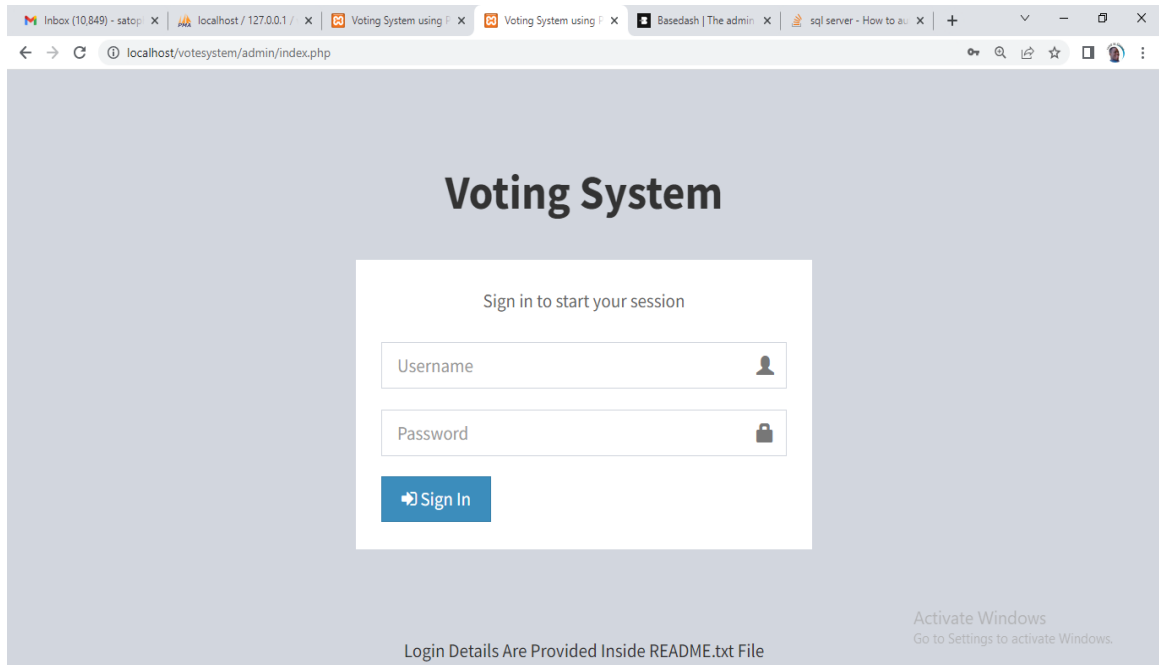 Inbox (10,849) - satopl
localhost / 127.0.0.1 /
Voting System using P
Voting System using P
Basedash | The admin
sql server - How to au
localhost/votesystem/admin/index.php
Voting System
Sign in to start your session
Username
Password
Sign In
Activate Windows
Go to Settings to activate Windows.
Login Details Are Provided Inside README.txt File